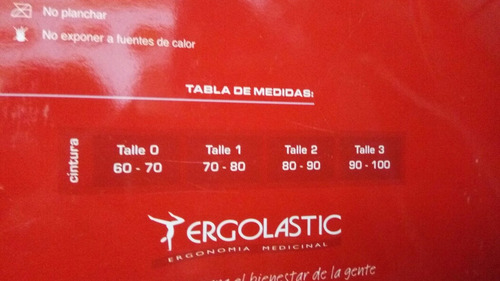 No planchar
No exponer a fuentes de calor
TABLA DE MEDIDAS:
cintura
Talle 0 Talle 1 Talle 2 Talle 3
60 - 70 70 - 80 80 - 90 90 - 100
ERGOLASTIC
ERGONOMIA MEDICINAL
el bienestar de la gente